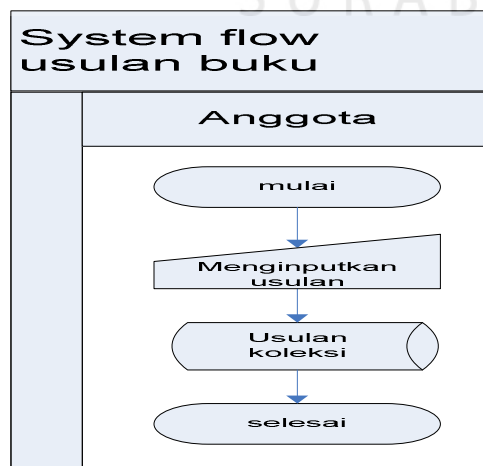 S U R A B
System flow
usulan buku
Anggota
mulai
Menginputkan
usulan
Usulan
koleksi
selesai